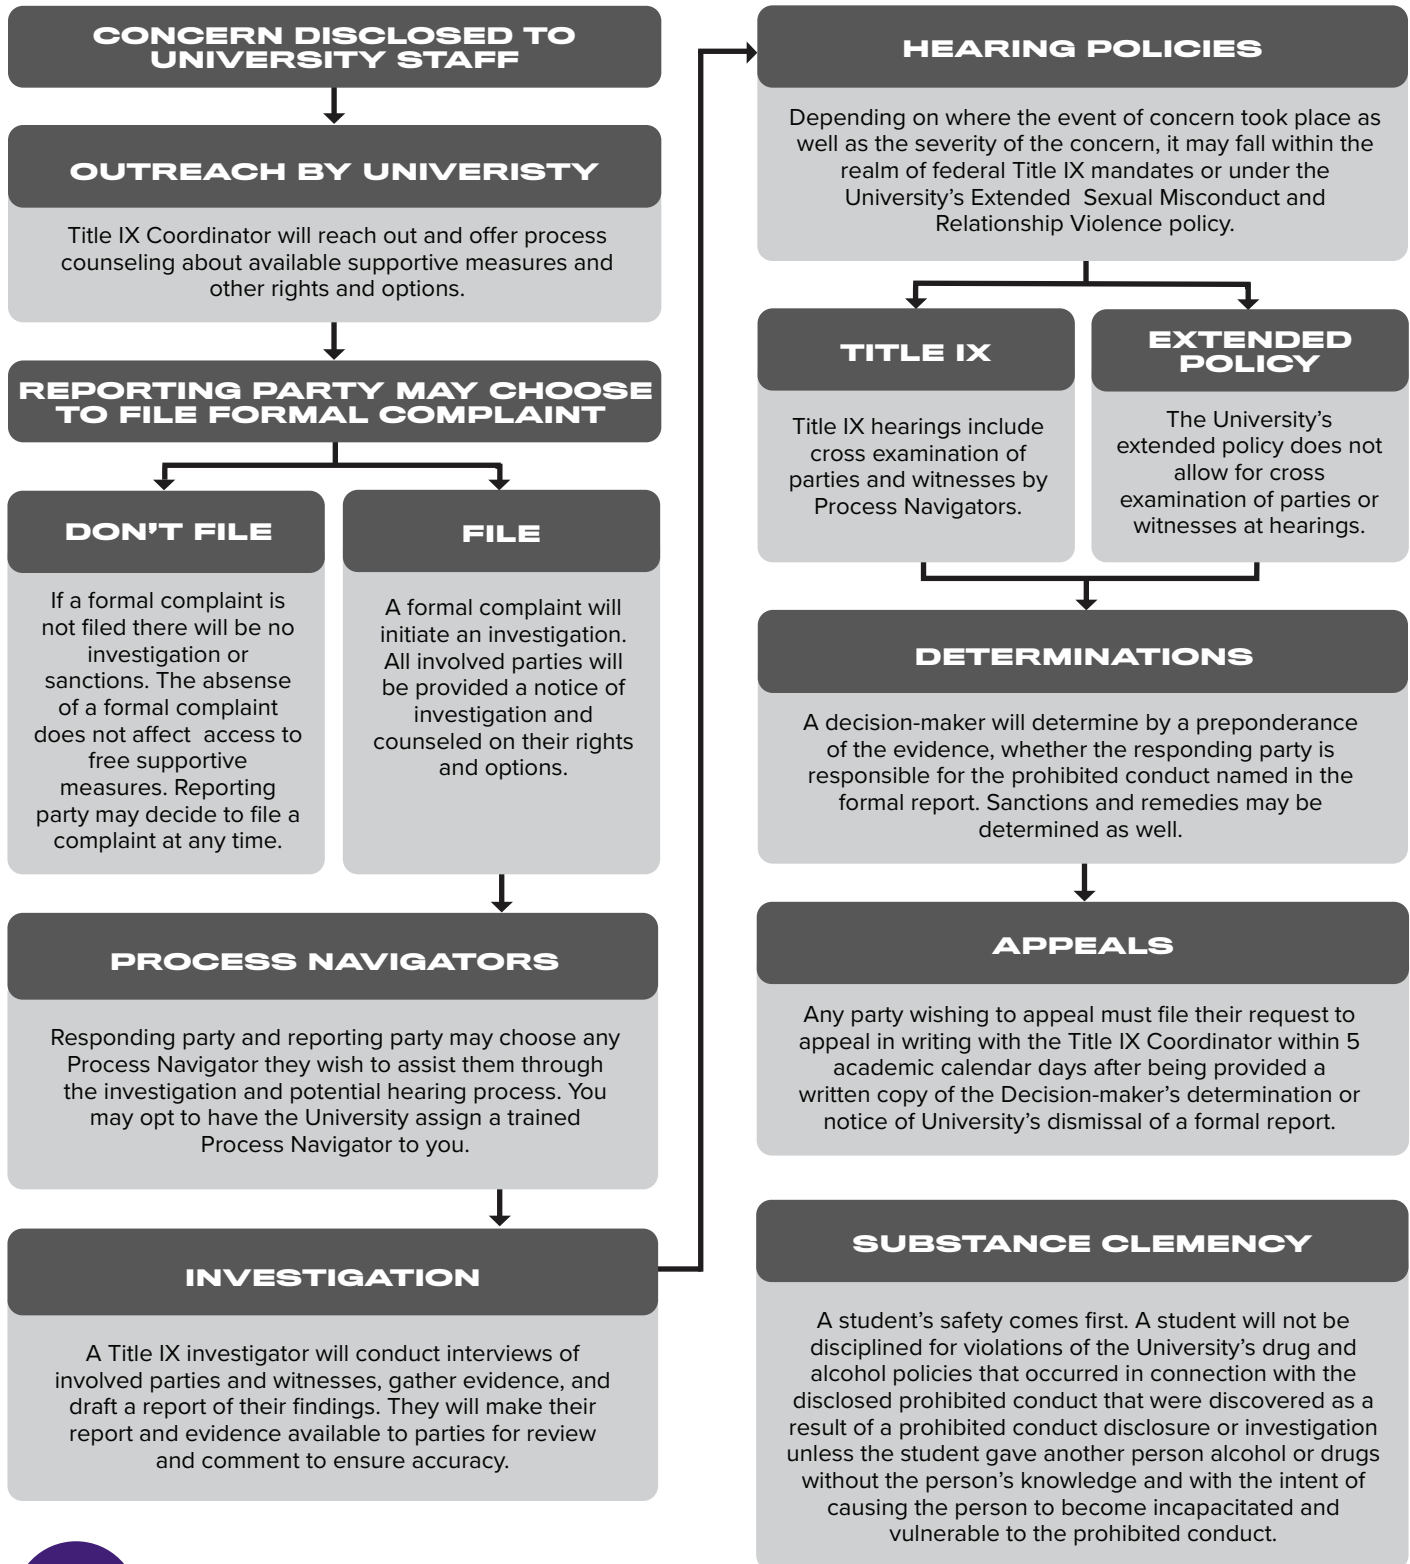 CONCERN DISCLOSED TO
UNIVERSITY STAFF
OUTREACH BY UNIVERISTY
Title IX Coordinator will reach out and offer process
counseling about available supportive measures and
other rights and options.
REPORTING PARTY MAY CHOOSE
TO FILE FORMAL COMPLAINT
DON'T FILE
If a formal complaint is
not filed there will be no
investigation or
sanctions. The absense
of a formal complaint
does not affect  access to
free supportive
measures. Reporting
party may decide to file a
complaint at any time.
FILE
A formal complaint will
initiate an investigation.
All involved parties will
be provided a notice of
investigation and
counseled on their rights
and options.
PROCESS NAVIGATORS
Responding party and reporting party may choose any
Process Navigator they wish to assist them through
the investigation and potential hearing process. You
may opt to have the University assign a trained
Process Navigator to you.
INVESTIGATION
A Title IX investigator will conduct interviews of
involved parties and witnesses, gather evidence, and
draft a report of their findings. They will make their
report and evidence available to parties for review
and comment to ensure accuracy.
HEARING POLICIES
Depending on where the event of concern took place as
well as the severity of the concern, it may fall within the
realm of federal Title IX mandates or under the
University's Extended  Sexual Misconduct and
Relationship Violence policy.
TITLE IX
Title IX hearings include
cross examination of
parties and witnesses by
Process Navigators.
EXTENDED
POLICY
The University's
extended policy does not
allow for cross
examination of parties or
witnesses at hearings.
DETERMINATIONS
A decision-maker will determine by a preponderance
of the evidence, whether the responding party is
responsible for the prohibited conduct named in the
formal report. Sanctions and remedies may be
determined as well.
APPEALS
Any party wishing to appeal must file their request to
appeal in writing with the Title IX Coordinator within 5
academic calendar days after being provided a
written copy of the Decision-maker's determination or
notice of University's dismissal of a formal report.
SUBSTANCE CLEMENCY
A student's safety comes first. A student will not be
disciplined for violations of the University's drug and
alcohol policies that occurred in connection with the
disclosed prohibited conduct that were discovered as a
result of a prohibited conduct disclosure or investigation
unless the student gave another person alcohol or drugs
without the person's knowledge and with the intent of
causing the person to become incapacitated and
vulnerable to the prohibited conduct.